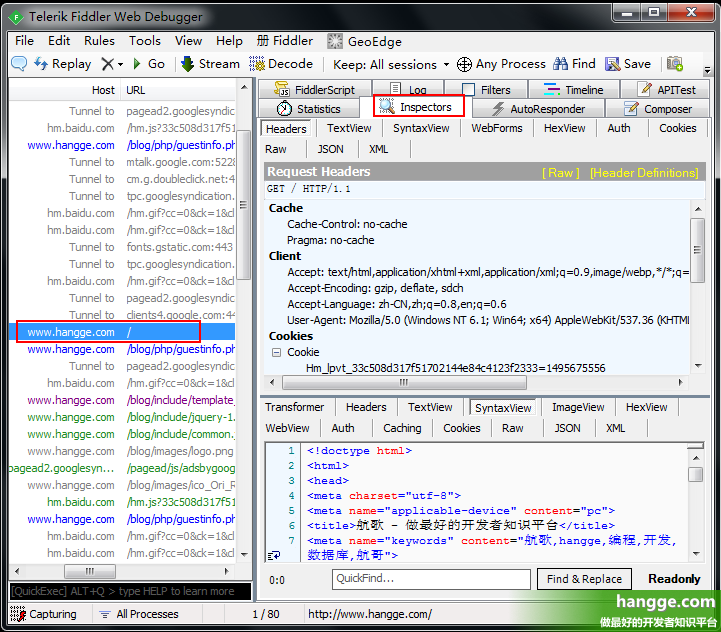 Telerik Fiddler Web Debugger
File Edit Rules Tools View Help 册 Fiddler GeoEdge
Replay Go Stream Decode Keep: All sessions Any Process Find Save
Host URL
Tunnel to pagead2.googlesyndic
hm.baidu.com /hm.js?33c508d317f51
www.hangge.com /blog/php/guestinfo.ph
Tunnel to mtalk.google.com:5228
Tunnel to cm.g.doubleclick.net:4
Tunnel to tpc.googlesyndication.
hm.baidu.com /hm.gif?cc=0&ck=1&cl
hm.baidu.com /hm.gif?cc=0&ck=1&cl
Tunnel to fonts.gstatic.com:443
Tunnel to tpc.googlesyndication.
hm.baidu.com /hm.gif?cc=0&ck=1&cl
Tunnel to pagead2.googlesyndic
Tunnel to clients4.google.com:44
www.hangge.com /
www.hangge.com /blog/php/guestinfo.ph
Tunnel to pagead2.googlesyndic
hm.baidu.com /hm.gif?cc=0&ck=1&cl
www.hangge.com /blog/include/template_
www.hangge.com /blog/include/jquery-1.
www.hangge.com /blog/include/common.
www.hangge.com /blog/images/logo.png
pagead2.googlesyn... /pagead/js/adsbygoogl
www.hangge.com /blog/images/ico_Ori_R
hm.baidu.com /hm.js?33c508d317f51
www.hangge.com /blog/php/guestinfo.ph
hm.baidu.com /hm.gif?cc=0&ck=1&cl
hm.baidu.com /hm.gif?cc=0&ck=1&cl
[QuickExec] ALT+Q > type HELP to learn more
FiddlerScript Log Filters Timeline APITest
Statistics Inspectors AutoResponder Composer
Headers TextView SyntaxView WebForms HexView Auth Cookies
Raw JSON XML
Request Headers [ Raw ] [Header Definitions]
GET / HTTP/1.1
Cache
Cache-Control: no-cache
Pragma: no-cache
Client
Accept: text/html,application/xhtml+xml,application/xml;q=0.9,image/webp,*/*;q=
Accept-Encoding: gzip, deflate, sdch
Accept-Language: zh-CN,zh;q=0.8,en;q=0.6
User-Agent: Mozilla/5.0 (Windows NT 6.1; Win64; x64) AppleWebKit/537.36 (KHTMl
Cookies
Cookie
Hm_lpvt_33c508d317f51702144e84c4123f2333=1495675556
Transformer Headers TextView SyntaxView ImageView HexView
WebView Auth Caching Cookies Raw JSON XML
1 <!doctype html>
2 <html>
3 <head>
4 <meta charset="utf-8">
5 <meta name="applicable-device" content="pc">
6 <title>航歌 - 做最好的开发者知识平台</title>
7 <meta name="keywords" content="航歌,hangge,编程,开发,
数据库,航哥">
0:0 QuickFind... Find & Replace Readonly
Capturing All Processes 1 / 80 http://www.hangge.com/
hangge.com
做最好的开发者知识平台